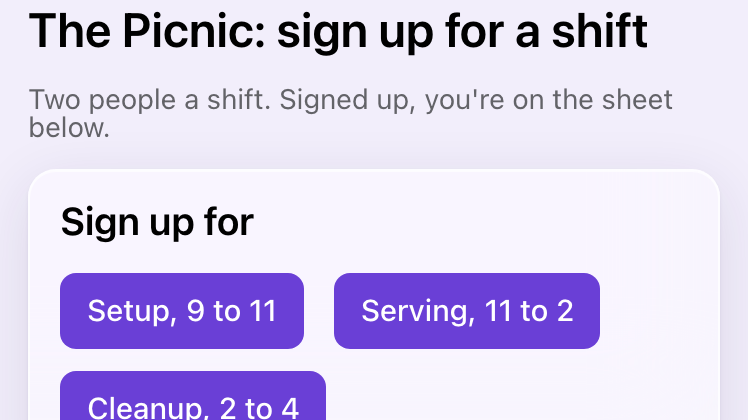 The Picnic: sign up for a shift
Two people a shift. Signed up, you're on the sheet
below.
Sign up for
Setup, 9 to 11
Serving, 11 to 2
Cleanup, 2 to 4